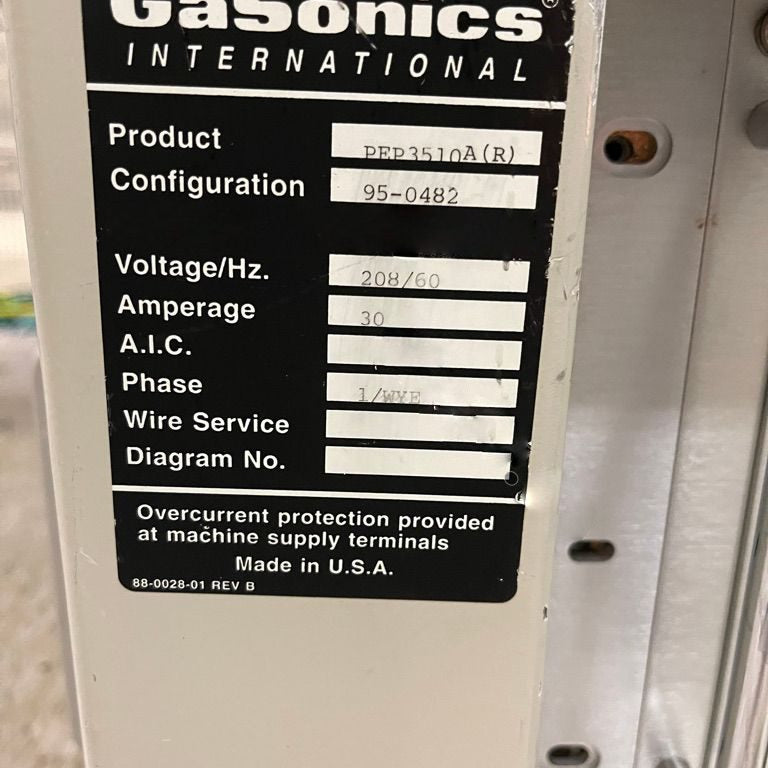 GaSonics®
INTERNATIONAL
Product PEP3510A(R)
Configuration 95-0482
Voltage/Hz. 208/60
Amperage 30
A.I.C.
Phase 1/WYE
Wire Service
Diagram No.
Overcurrent protection provided
at machine supply terminals
Made in U.S.A.
88-0028-01 REV B